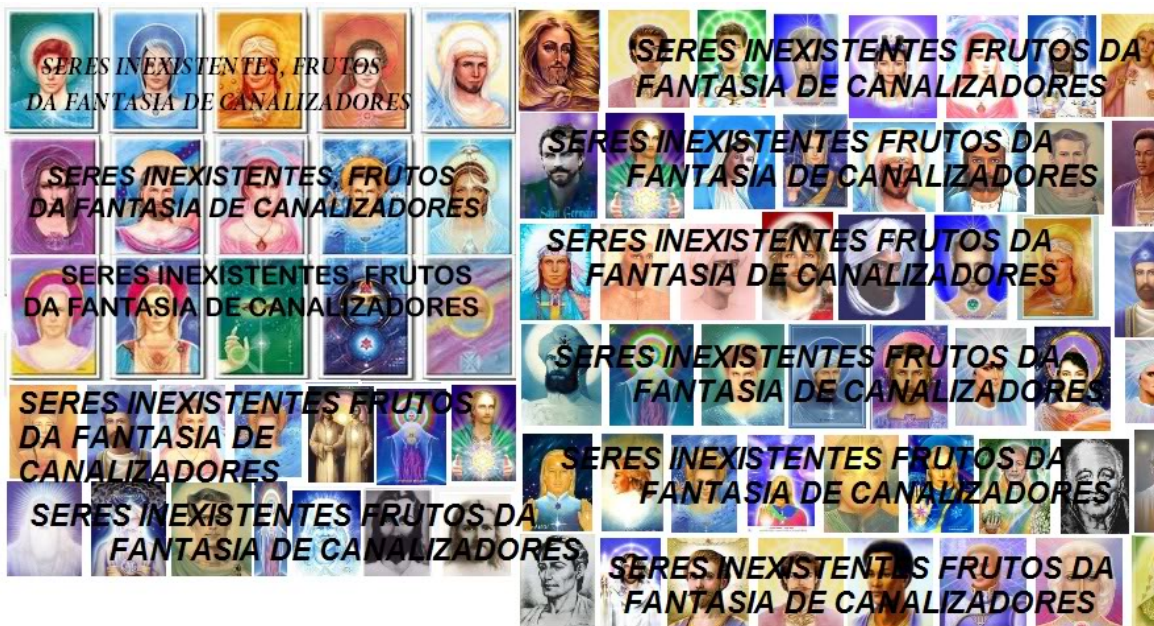 SERES INEXISTENTES, FRUTOS
DA FANTASIA DE CANALIZADORES
SERES INEXISTENTES, FRUTOS
DA FANTASIA DE CANALIZADORES
SERES INEXISTENTES, FRUTOS
DA FANTASIA DE CANALIZADORES
SERES INEXISTENTES FRUTOS
DA FANTASIA DE
CANALIZADORES
SERES INEXISTENTES FRUTOS DA
FANTASIA DE CANALIZADORES
SERES INEXISTENTES FRUTOS DA
FANTASIA DE CANALIZADORES
SERES INEXISTENTES FRUTOS DA
FANTASIA DE CANALIZADORES
Saint Germain
SERES INEXISTENTES FRUTOS DA
FANTASIA DE CANALIZADORES
SERES INEXISTENTES FRUTOS DA
FANTASIA DE CANALIZADORES
SERES INEXISTENTES FRUTOS DA
FANTASIA DE CANALIZADORES
SERES INEXISTENTES FRUTOS DA
FANTASIA DE CANALIZADORES